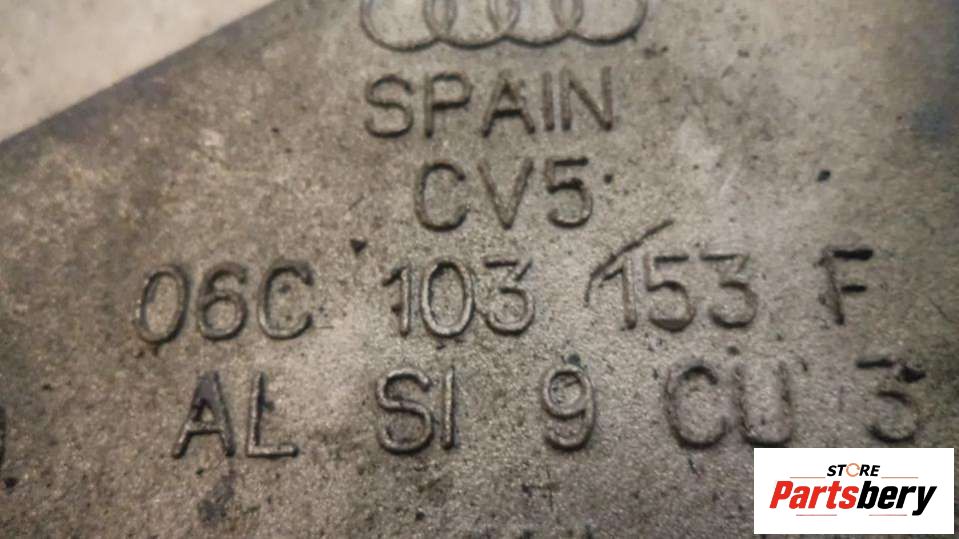 SPAIN
CV5
06C 103 153 F
AL SI 9 CU 3
STORE
Partsbery